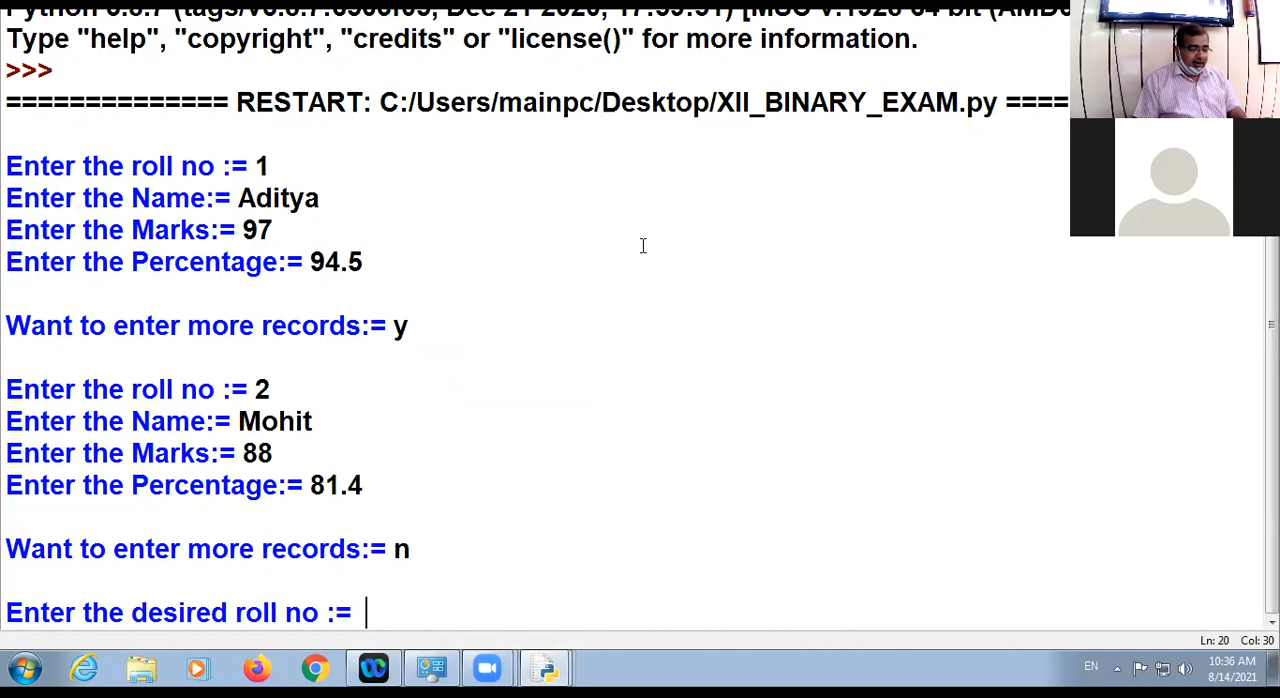 Type "help", "copyright", "credits" or "license()" for more information.
>>>
============== RESTART: C:/Users/mainpc/Desktop/XII_BINARY_EXAM.py ====
Enter the roll no := 1
Enter the Name:= Aditya
Enter the Marks:= 97
Enter the Percentage:= 94.5
Want to enter more records:= y
Enter the roll no := 2
Enter the Name:= Mohit
Enter the Marks:= 88
Enter the Percentage:= 81.4
Want to enter more records:= n
Enter the desired roll no :=
Ln: 20 Col: 30
EN
10:36 AM
8/14/2021